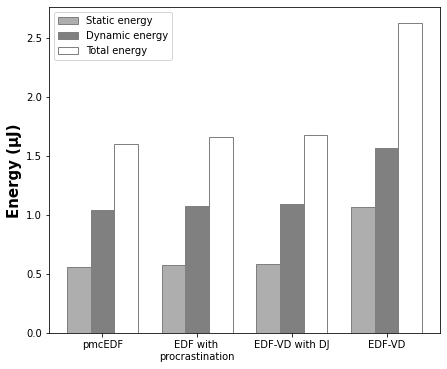 Static energy
Dynamic energy
Total energy
Energy (μJ)
2.5
2.0
1.5
1.0
0.5
0.0
pmcEDF
EDF with
procrastination
EDF-VD with DJ
EDF-VD